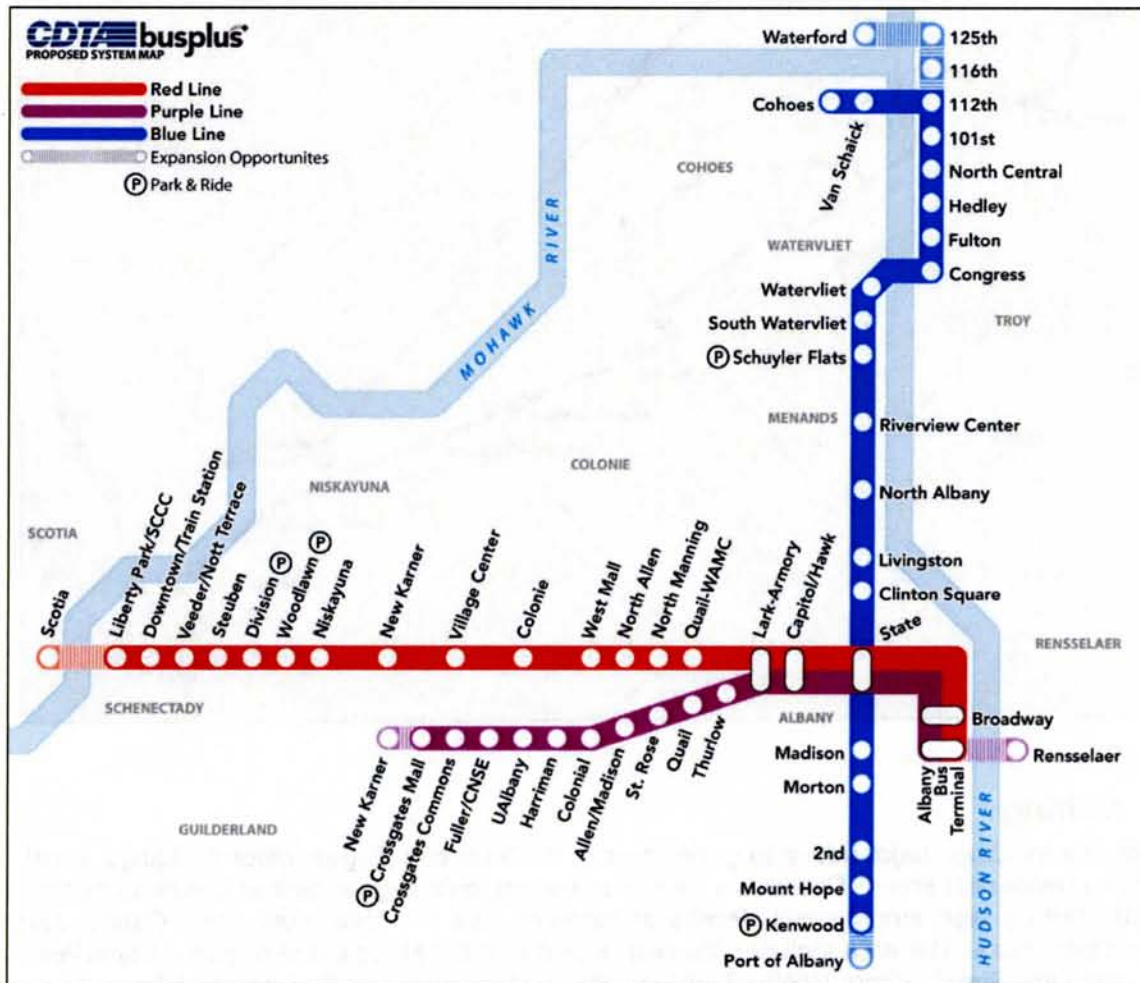 CDTA busplus+
PROPOSED SYSTEM MAP
Red Line
Purple Line
Blue Line
Expansion Opportunites
P Park & Ride
Waterford
125th
116th
Cohoes
Van Schaick
112th
101st
North Central
Hedley
Fulton
Congress
COHOES
WATERVLIET
TROY
Watervliet
South Watervliet
P Schuyler Flats
MENANDS
Riverview Center
North Albany
Livingston
Clinton Square
State
MOHAWK RIVER
COLONIE
NISKAYUNA
SCOTIA
RENSSELAER
Scotia
Liberty Park/SCCC
Downtown/Train Station
Veeder/Nott Terrace
Steuben
Division P
Woodlawn P
Niskayuna
New Karner
Village Center
Colonie
West Mall
North Allen
North Manning
Quail-WAMC
Lark-Armory
Capitol/Hawk
SCHENECTADY
ALBANY
Broadway
Rensselaer
Albany
Bus
Terminal
New Karner
P Crossgates Mall
Crossgates Commons
Fuller/CNSE
UAlbany
Harriman
Colonial
Allen/Madison
St. Rose
Quail
Thurlow
GUILDERLAND
Madison
Morton
2nd
Mount Hope
P Kenwood
Port of Albany
HUDSON RIVER